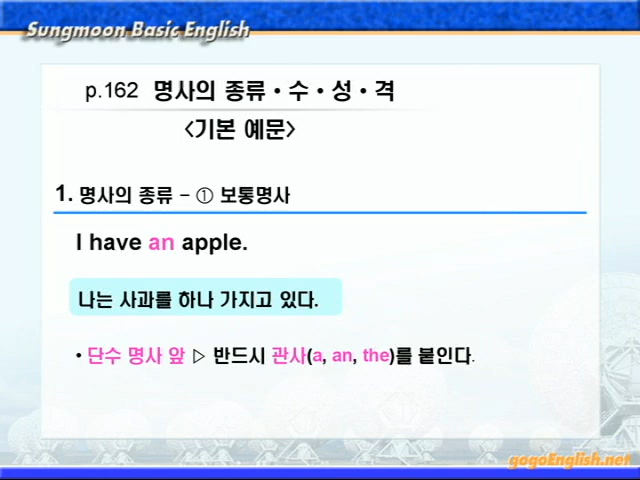 Sungmoon Basic English
p.162 명사의 종류 • 수 • 성 • 격
<기본 예문>
1. 명사의 종류 - ① 보통명사
I have an apple.
나는 사과를 하나 가지고 있다.
• 단수 명사 앞 ▷ 반드시 관사(a, an, the)를 붙인다.
gogoEnglish.net